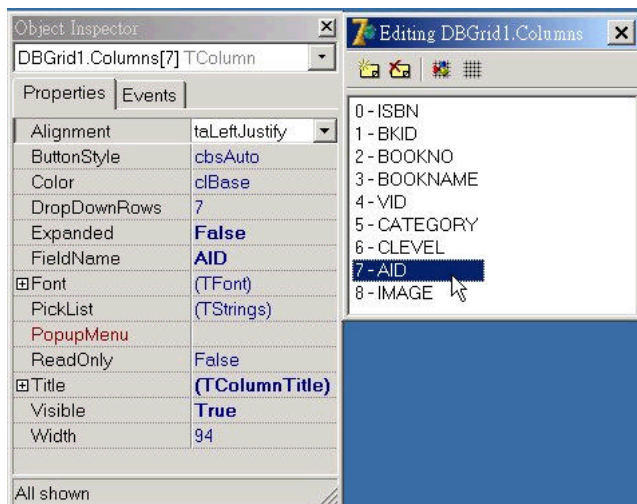 Object Inspector
DBGrid1.Columns[7] TColumn
Properties Events
Alignment taLeftJustify
ButtonStyle cbsAuto
Color clBase
DropDownRows 7
Expanded False
FieldName AID
Font (TFont)
PickList (TStrings)
PopupMenu
ReadOnly False
Title (TColumnTitle)
Visible True
Width 94
All shown
7 Editing DBGrid1.Columns
0 - ISBN
1 - BKID
2 - BOOKNO
3 - BOOKNAME
4 - VID
5 - CATEGORY
6 - CLEVEL
7 - AID
8 - IMAGE